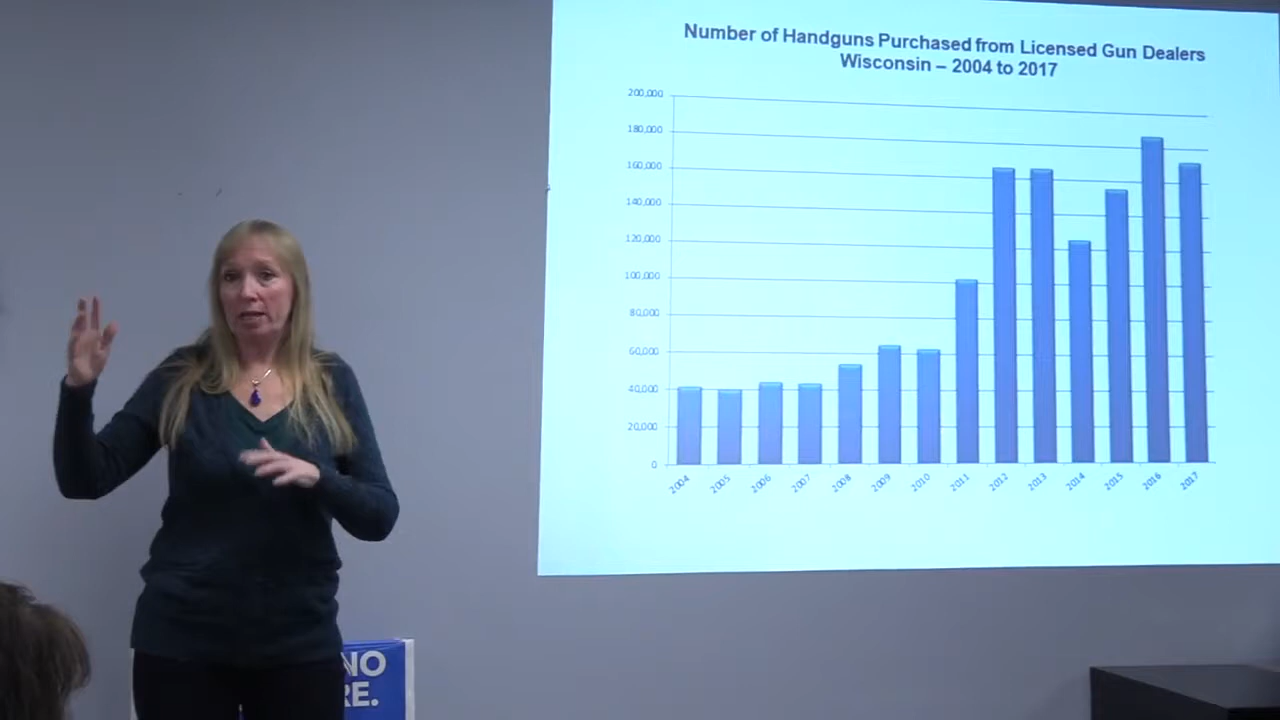 Number of Handguns Purchased from Licensed Gun Dealers
Wisconsin – 2004 to 2017
200,000
180,000
160,000
140,000
120,000
100,000
80,000
60,000
40,000
20,000
0
2004 2005 2006 2007 2008 2009 2010 2011 2012 2013 2014 2015 2016 2017
NO
RE.